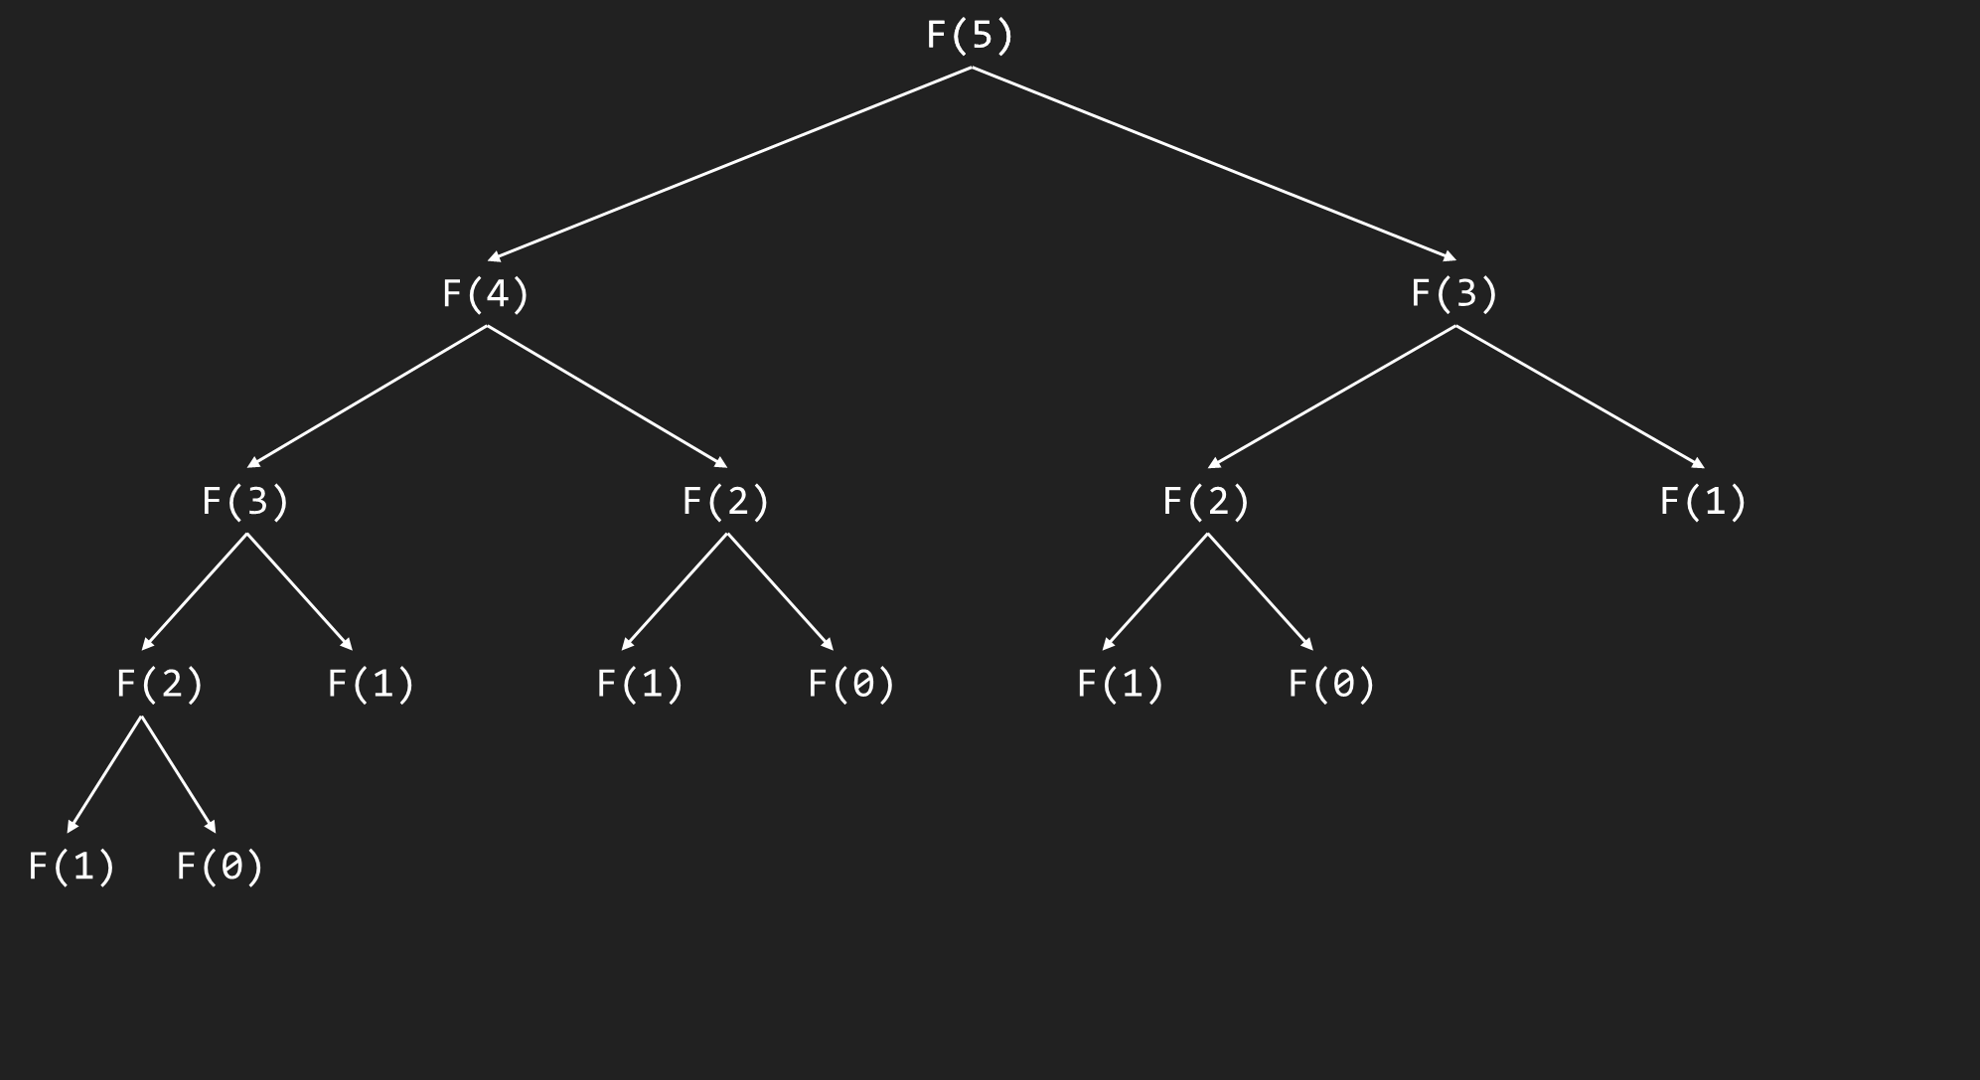 F(5)
F(4) F(3)
F(3) F(2) F(2) F(1)
F(2) F(1) F(1) F(0) F(1) F(0)
F(1) F(0)